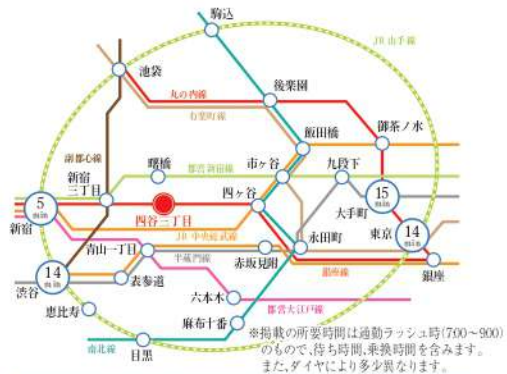 駒込
JR山手線
池袋
丸の内線
後楽園
有楽町線
飯田橋
御茶ノ水
副都心線
曙橋
都営新宿線
市ヶ谷
九段下
新宿
三丁目
四ヶ谷
5
新宿
四谷三丁目
大手町
15
JR中央総武線
東京
14
青山一丁目
半蔵門線
永田町
赤坂見附
銀座線
銀座
14
渋谷
表参道
六本木
都営大江戸線
恵比寿
麻布十番
南北線
目黒
※掲載の所要時間は通勤ラッシュ時(7:00～9:00)
のもので、待ち時間、乗換時間を含みます。
また、ダイヤにより多少異なります。